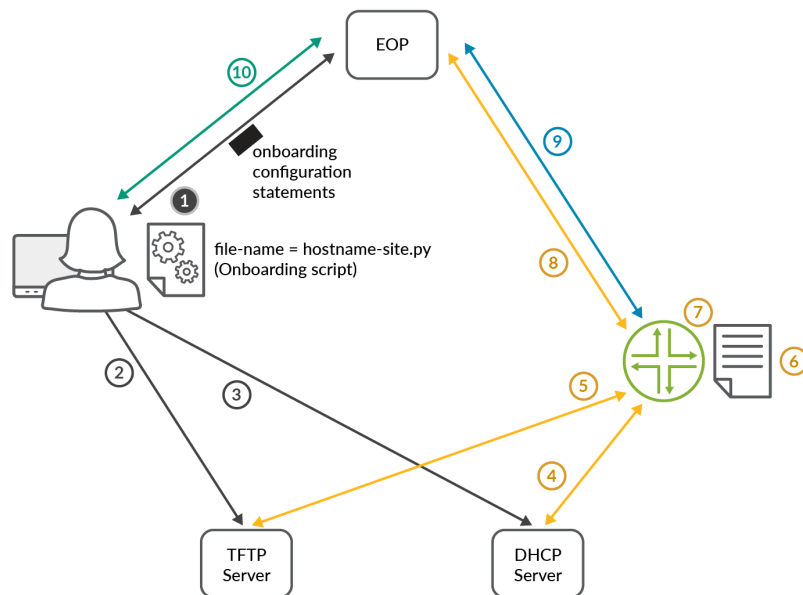 EOP
10
9
onboarding
configuration
statements
1
file-name = hostname-site.py
(Onboarding script)
8
7
6
2
3
5
4
TFTP
Server
DHCP
Server